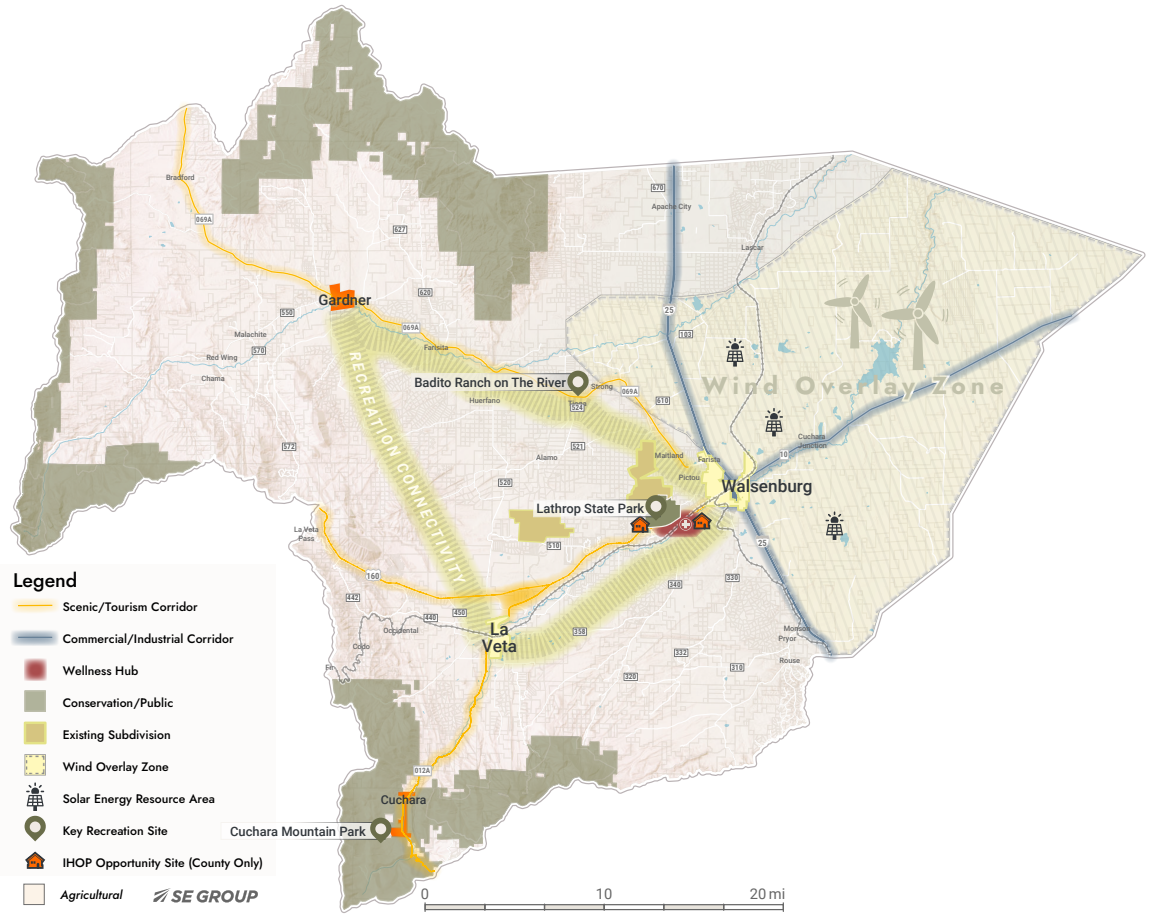 Bradford
069A
627
670
Apache City
Lascar
Gardner
620
550
069A
25
103
Malachite
Red Wing
570
Chama
Farisita
Badito Ranch on The River
Strong
069A
Huerfano
524
610
Wind Overlay Zone
RECREATION CONNECTIVITY
572
521
Alamo
520
Maitland
Farista
Pictou
Cuchara
Junction
10
Walsenburg
Lathrop State Park
La Veta
Pass
510
25
160
340
330
442
450
440
Occidental
La
Veta
358
Codo
332
310
320
Monson
Pryor
Rouse
012A
Cuchara
Cuchara Mountain Park
Legend
Scenic/Tourism Corridor
Commercial/Industrial Corridor
Wellness Hub
Conservation/Public
Existing Subdivision
Wind Overlay Zone
Solar Energy Resource Area
Key Recreation Site
IHOP Opportunity Site (County Only)
Agricultural
SE GROUP
0 10 20 mi